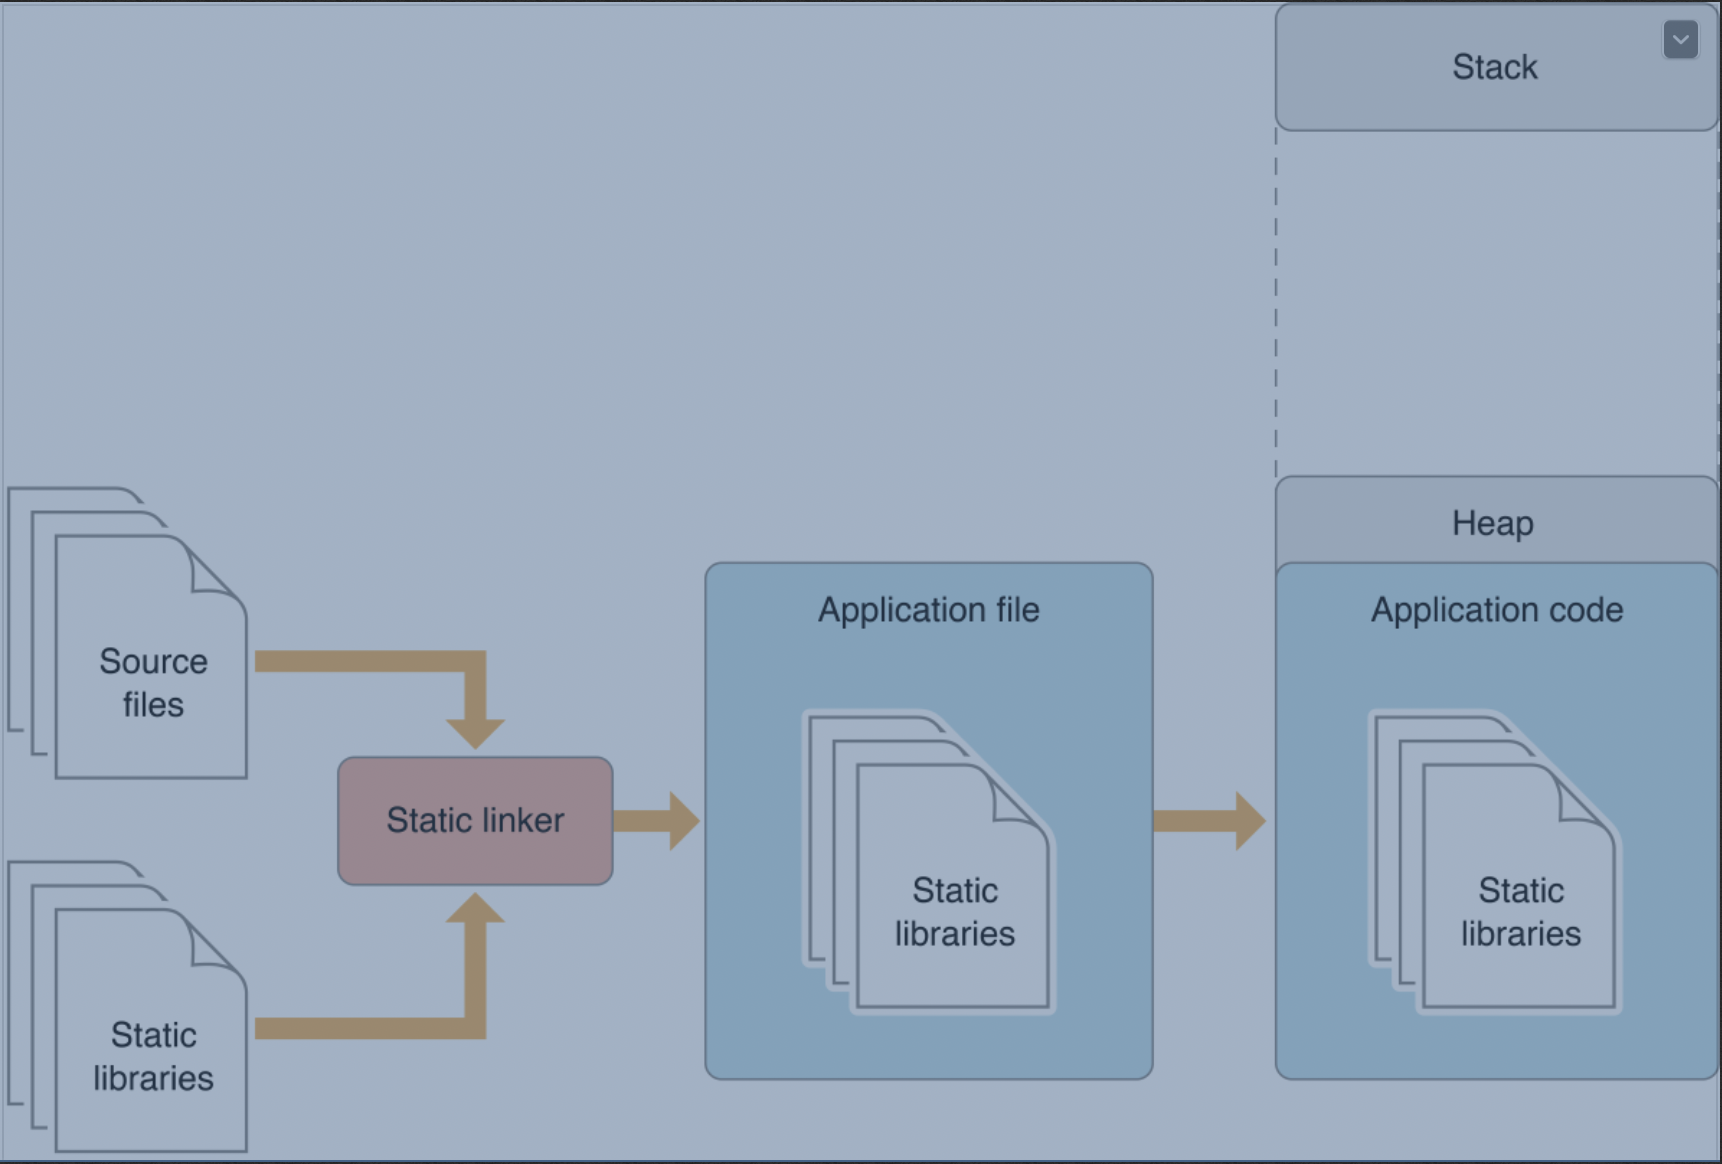 Stack
Heap
Source
files
Static linker
Application file
Application code
Static
libraries
Static
libraries
Static
libraries